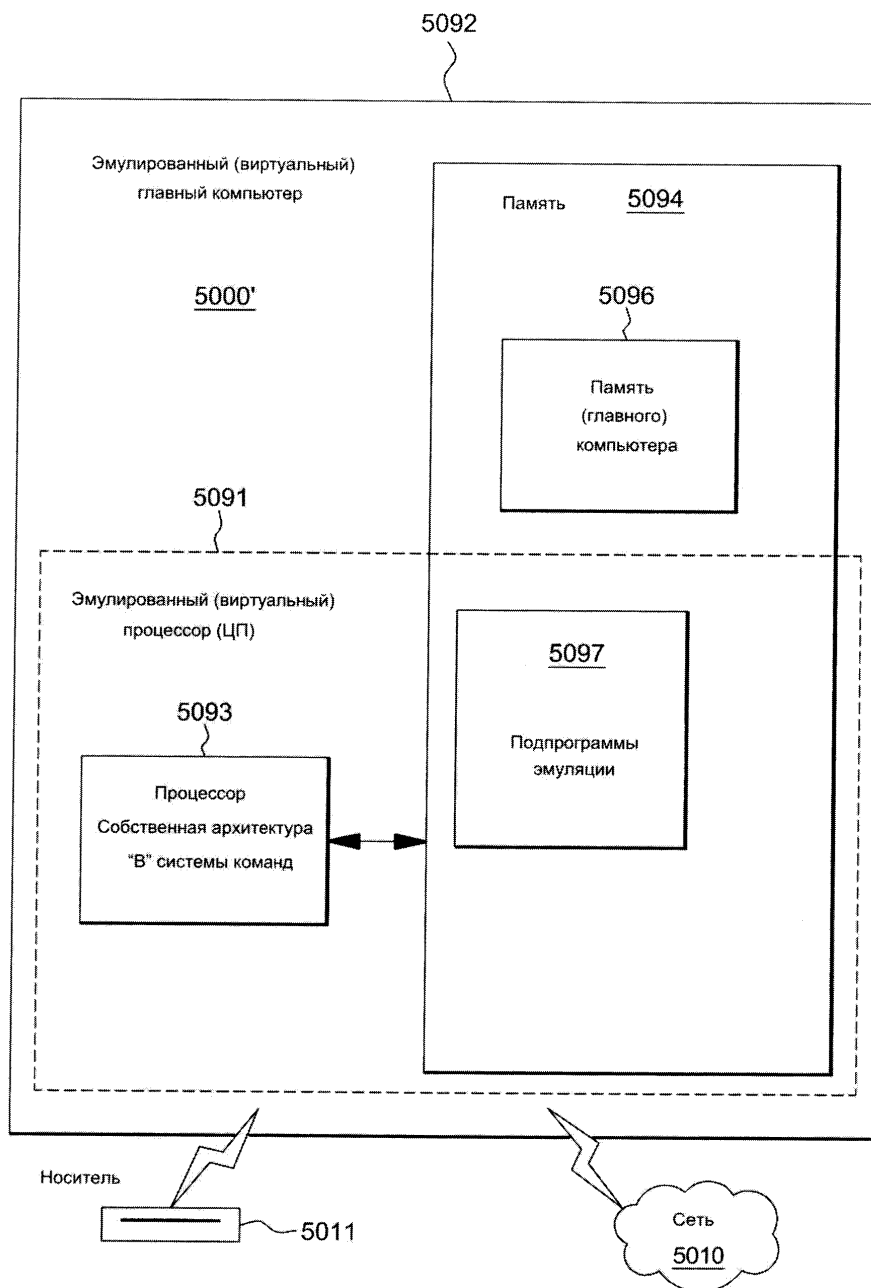 5092
Эмулированный (виртуальный)
главный компьютер
5000'
Память 5094
5096
Память
(главного)
компьютера
5091
Эмулированный (виртуальный)
процессор (ЦП)
5093
Процессор
Собственная архитектура
"В" системы команд
5097
Подпрограммы
эмуляции
Носитель
5011
Сеть
5010